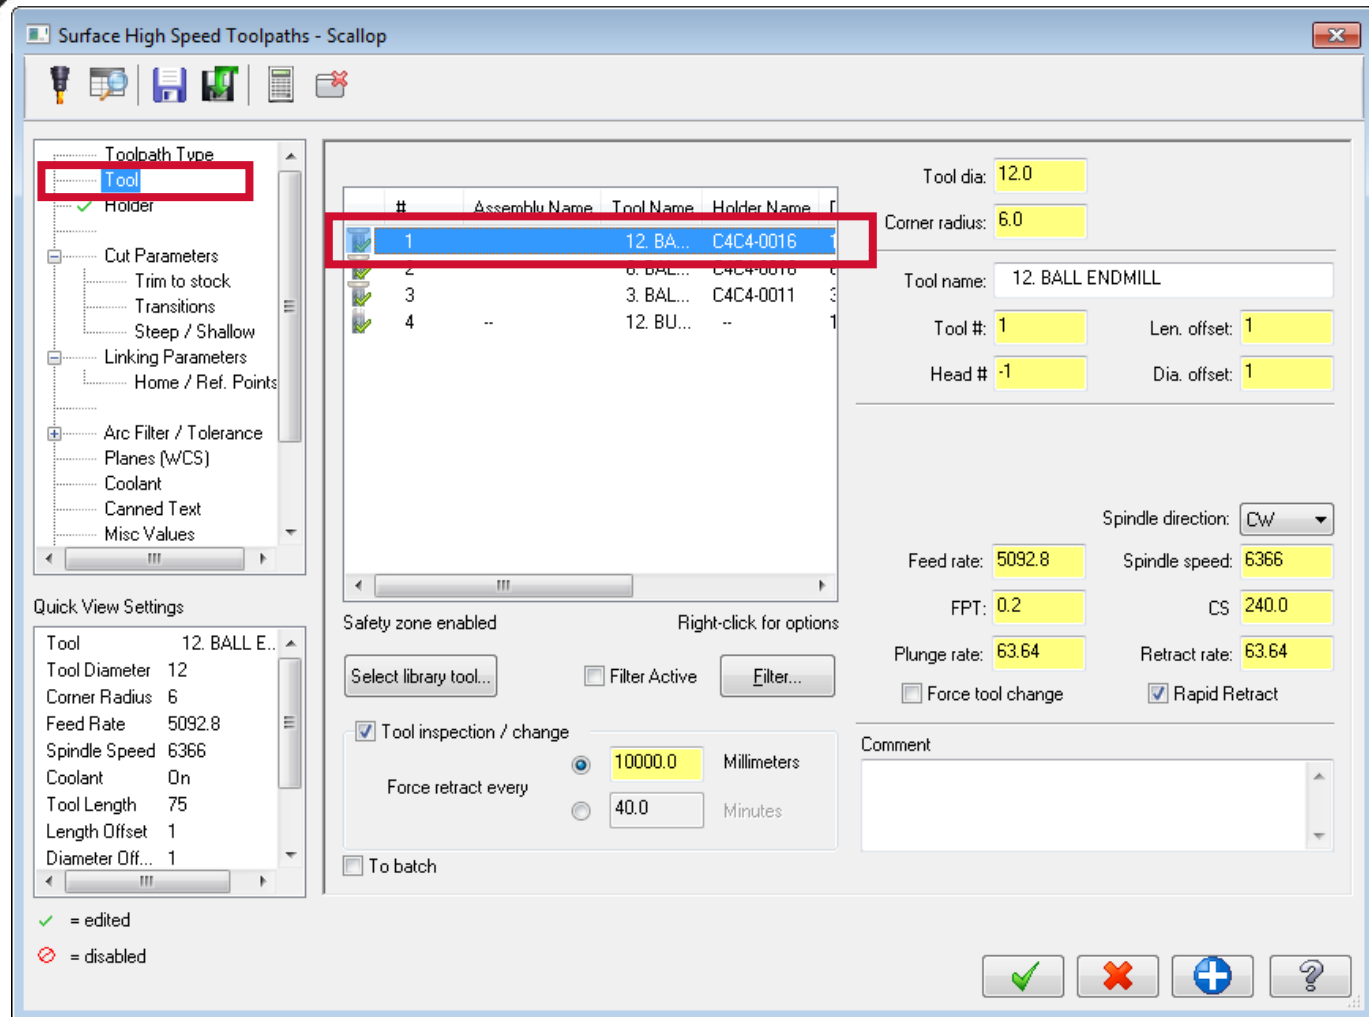 Surface High Speed Toolpaths - Scallop
Toolpath Type
Tool
Holder
Cut Parameters
Trim to stock
Transitions
Steep / Shallow
Linking Parameters
Home / Ref. Points
Arc Filter / Tolerance
Planes (WCS)
Coolant
Canned Text
Misc Values
Quick View Settings
Tool 12. BALL E...
Tool Diameter 12
Corner Radius 6
Feed Rate 5092.8
Spindle Speed 6366
Coolant On
Tool Length 75
Length Offset 1
Diameter Off... 1
= edited
= disabled
# Assembly Name Tool Name Holder Name
1 12. BA... C4C4-0016 1
2 6. BAL... C4C4-0016
3 3. BAL... C4C4-0011 3
4 -- 12. BU... -- 1
Safety zone enabled Right-click for options
Select library tool... Filter Active Filter...
Tool inspection / change
Force retract every
10000.0 Millimeters
40.0 Minutes
To batch
Tool dia: 12.0
Corner radius: 6.0
Tool name: 12. BALL ENDMILL
Tool #: 1 Len. offset: 1
Head # -1 Dia. offset: 1
Spindle direction: CW
Feed rate: 5092.8 Spindle speed: 6366
FPT: 0.2 CS 240.0
Plunge rate: 63.64 Retract rate: 63.64
Force tool change Rapid Retract
Comment